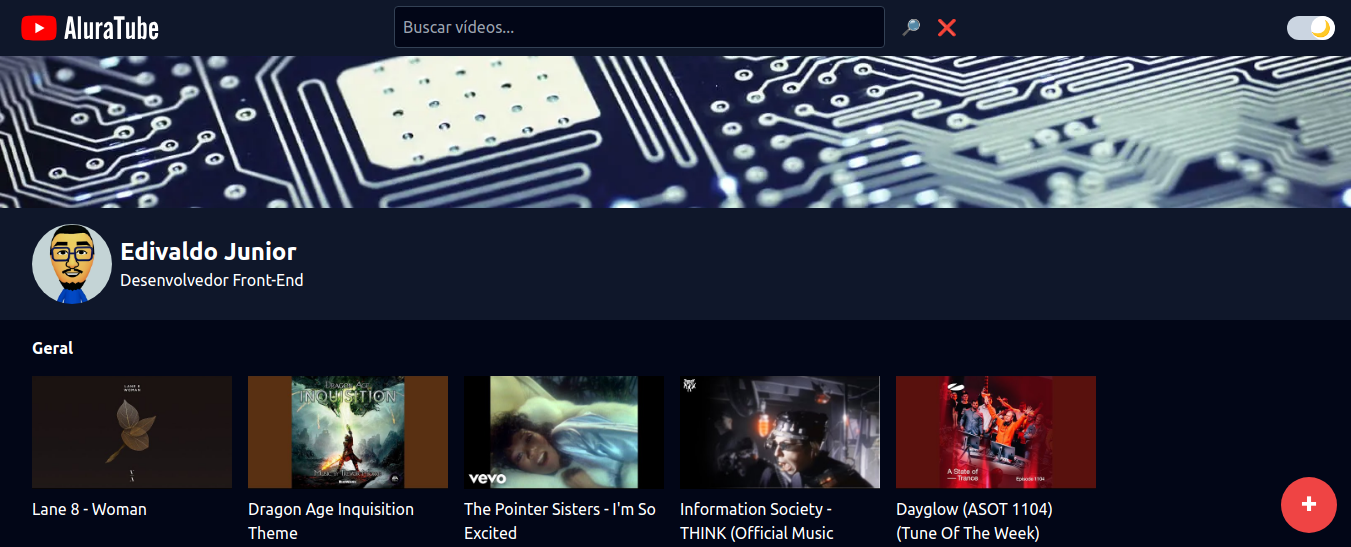 AluraTube
Buscar vídeos...
Edivaldo Junior
Desenvolvedor Front-End
Geral
LANE 8
WOMAN
DRAGON AGE
INQUISITION
vevo
A State of
Trance
Episode 1104
Lane 8 - Woman
Dragon Age Inquisition
Theme
The Pointer Sisters - I'm So
Excited
Information Society -
THINK (Official Music
Dayglow (ASOT 1104)
(Tune Of The Week)
+